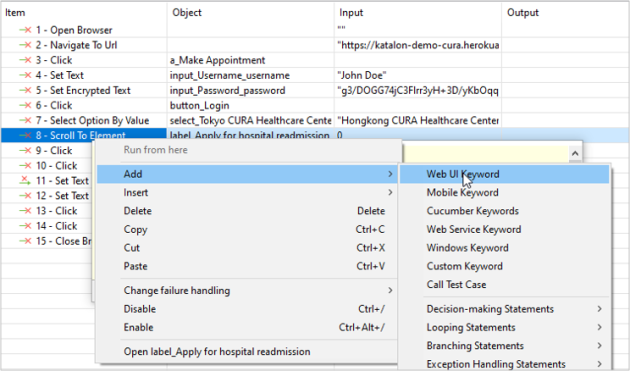 Item Object Input Output
1 - Open Browser ""
2 - Navigate To Url "https://katalon-demo-cura.herokua
3 - Click a_Make Appointment
4 - Set Text input_Username_username "John Doe"
5 - Set Encrypted Text input_Password_password "g3/DOGG74jC3Flrr3yH+3D/yKbOqq
6 - Click button_Login
7 - Select Option By Value select_Tokyo CURA Healthcare Cente "Hongkong CURA Healthcare Center
8 - Scroll To Element label_Apply for hospital readmission 0
9 - Click
10 - Click
11 - Set Text
12 - Set Text
13 - Click
14 - Click
15 - Close Br
Run from here
Add
Insert
Delete Delete
Copy Ctrl+C
Cut Ctrl+X
Paste Ctrl+V
Change failure handling
Disable Ctrl+/
Enable Ctrl+Alt+/
Open label_Apply for hospital readmission
Web UI Keyword
Mobile Keyword
Cucumber Keywords
Web Service Keyword
Windows Keyword
Custom Keyword
Call Test Case
Decision-making Statements
Looping Statements
Branching Statements
Exception Handling Statements